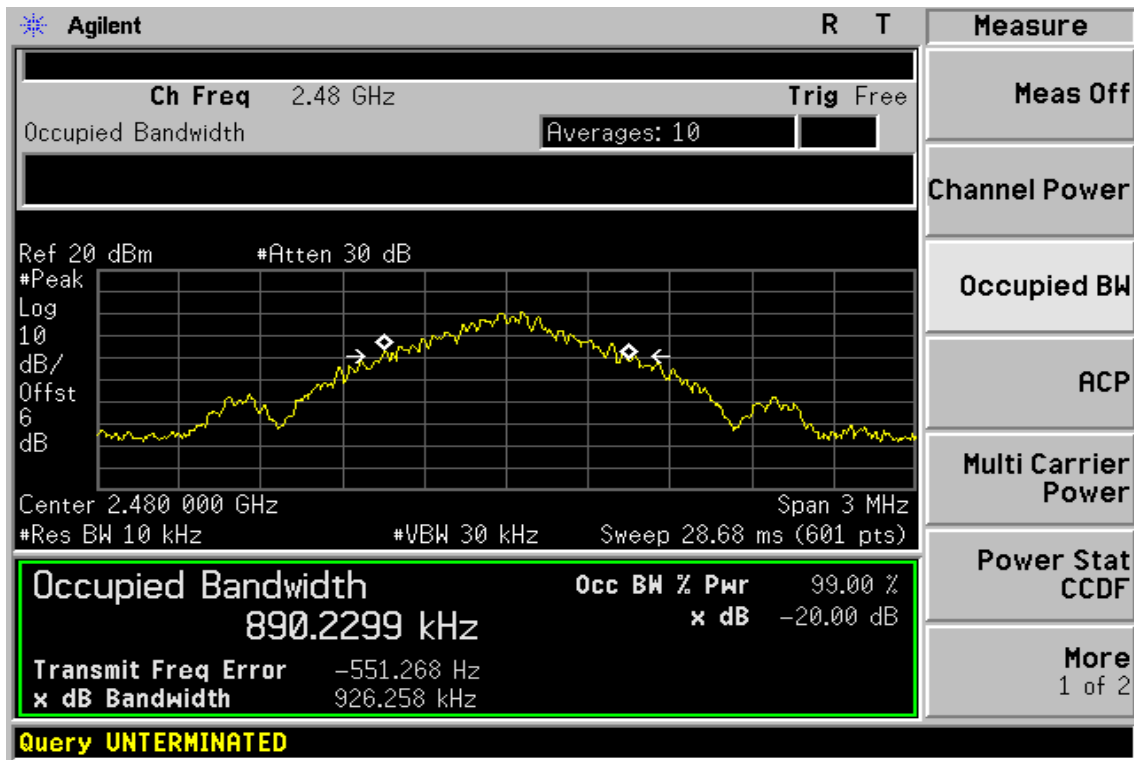 Agilent
R T
Measure
Ch Freq 2.48 GHz
Trig Free
Occupied Bandwidth
Averages: 10
Ref 20 dBm
#Atten 30 dB
#Peak
Log
10
dB/
Offst
6
dB
Center 2.480 000 GHz
Span 3 MHz
#Res BW 10 kHz
#VBW 30 kHz
Sweep 28.68 ms (601 pts)
Occupied Bandwidth
890.2299 kHz
Occ BW % Pwr 99.00 %
x dB -20.00 dB
Transmit Freq Error -551.268 Hz
x dB Bandwidth 926.258 kHz
Query UNTERMINATED
Meas Off
Channel Power
Occupied BW
ACP
Multi Carrier
Power
Power Stat
CCDF
More
1 of 2